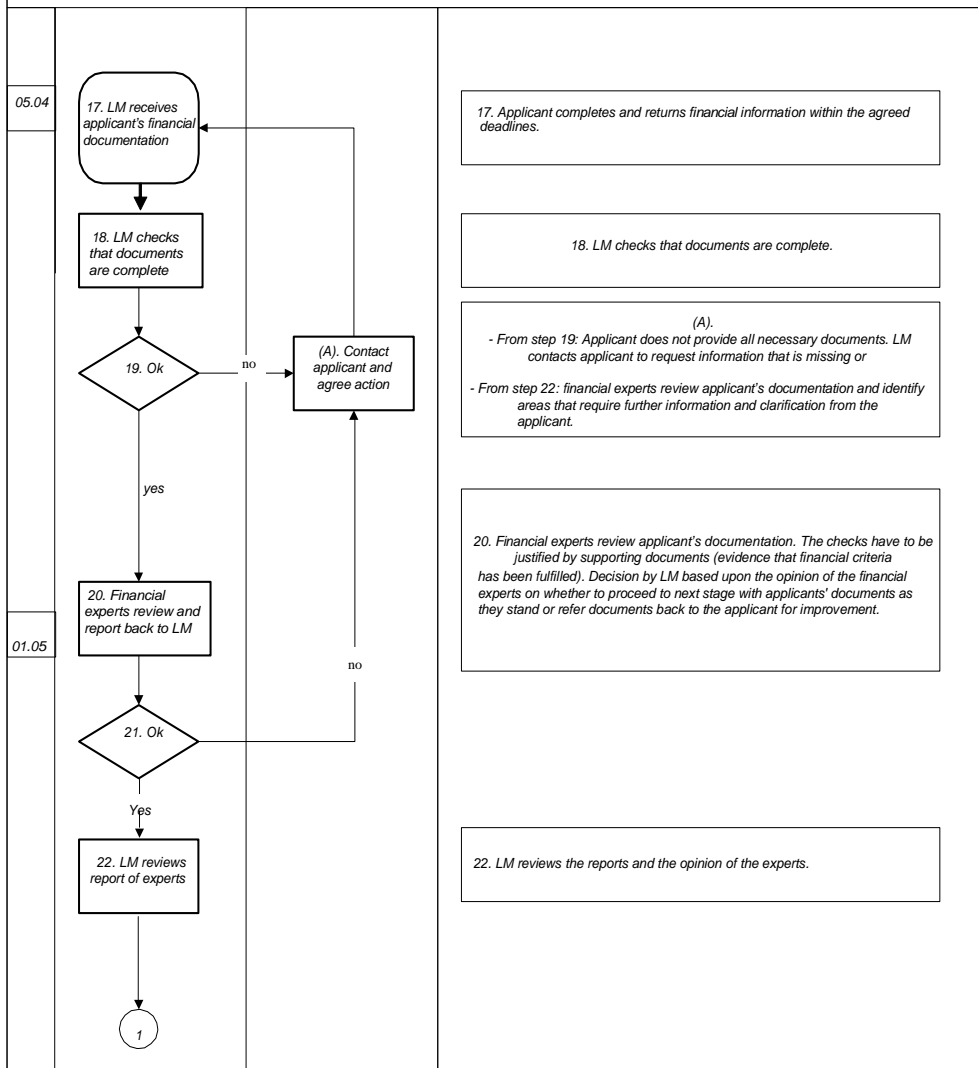 05.04
17. LM receives
applicant's financial
documentation
17. Applicant completes and returns financial information within the agreed
deadlines.
18. LM checks
that documents
are complete
18. LM checks that documents are complete.
19. Ok
no
(A). Contact
applicant and
agree action
(A).
- From step 19: Applicant does not provide all necessary documents. LM
contacts applicant to request information that is missing or
- From step 22: financial experts review applicant's documentation and identify
areas that require further information and clarification from the
applicant.
yes
20. Financial
experts review and
report back to LM
20. Financial experts review applicant's documentation. The checks have to be
justified by supporting documents (evidence that financial criteria
has been fulfilled). Decision by LM based upon the opinion of the financial
experts on whether to proceed to next stage with applicants' documents as
they stand or refer documents back to the applicant for improvement.
01.05
no
21. Ok
Yes
22. LM reviews
report of experts
22. LM reviews the reports and the opinion of the experts.
1